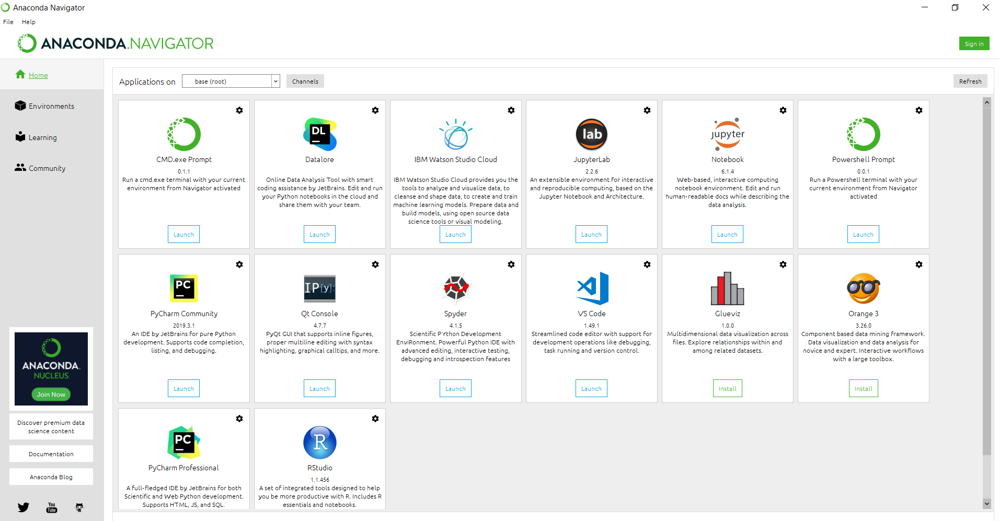 Anaconda Navigator
File Help
ANACONDA.NAVIGATOR
Sign in
Home
Environments
Learning
Community
ANACONDA.
NUCLEUS
Join Now
Discover premium data
science content
Documentation
Anaconda Blog
You
Tube
Applications on base (root) Channels Refresh
CMD.exe Prompt
0.1.1
Run a cmd.exe terminal with your current
environment from Navigator activated
Launch
DL
Datalore
Online Data Analysis Tool with smart
coding assistance by JetBrains. Edit and run
your Python notebooks in the cloud and
share them with your team.
Launch
IBM Watson Studio Cloud
IBM Watson Studio Cloud provides you the
tools to analyze and visualize data, to
cleanse and shape data, to create and train
machine learning models. Prepare data and
build models, using open source data
science tools or visual modeling.
Launch
lab
JupyterLab
2.2.6
An extensible environment for interactive
and reproducible computing, based on the
Jupyter Notebook and Architecture.
Launch
jupyter
Notebook
6.1.4
Web-based, interactive computing
notebook environment. Edit and run
human-readable docs while describing the
data analysis.
Launch
Powershell Prompt
0.0.1
Run a Powershell terminal with your
current environment from Navigator
activated
Launch
PC
PyCharm Community
2019.3.1
An IDE by JetBrains for pure Python
development. Supports code completion,
listing, and debugging.
Launch
IP[y]:
Qt Console
4.7.7
PyQt GUI that supports inline figures,
proper multiline editing with syntax
highlighting, graphical calltips, and more.
Launch
Spyder
4.1.5
Scientific PYthon Development
EnviRonment. Powerful Python IDE with
advanced editing, interactive testing,
debugging and introspection features
Launch
VS Code
1.49.1
Streamlined code editor with support for
development operations like debugging,
task running and version control.
Launch
Glueviz
1.0.0
Multidimensional data visualization across
files. Explore relationships within and
among related datasets.
Install
Orange 3
3.26.0
Component based data mining framework.
Data visualization and data analysis for
novice and expert. Interactive workflows
with a large toolbox.
Install
PC
PyCharm Professional
A full-fledged IDE by JetBrains for both
Scientific and Web Python development.
Supports HTML, JS, and SQL.
R
RStudio
1.1.456
A set of integrated tools designed to help
you be more productive with R. Includes R
essentials and notebooks.